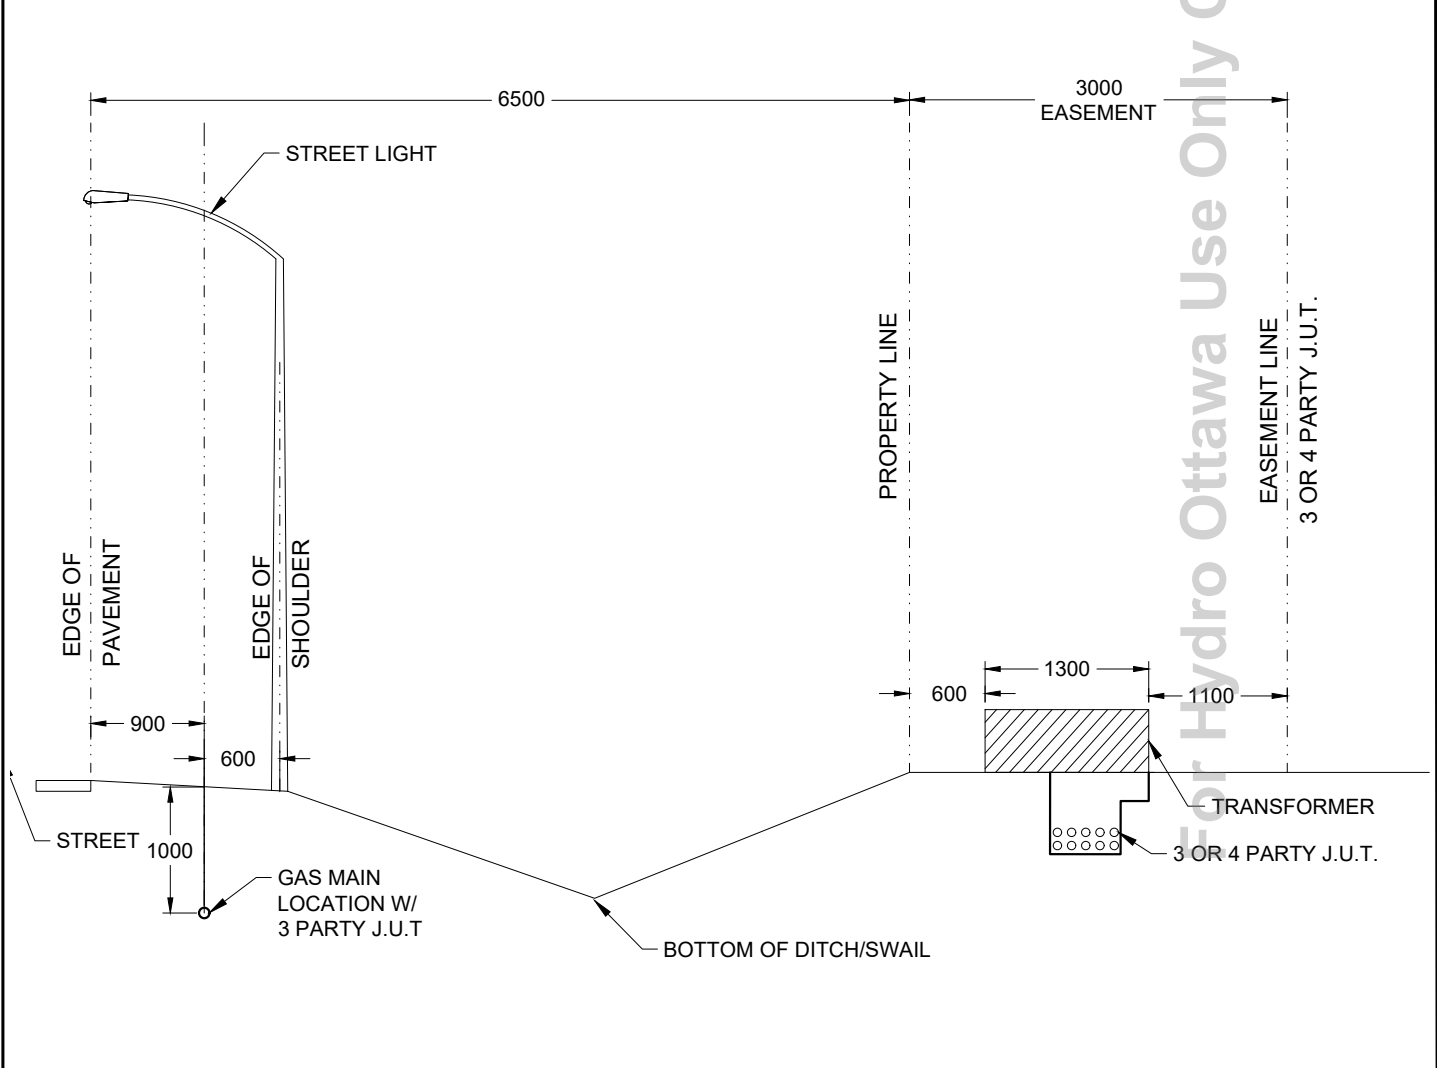 6500
3000
EASEMENT
STREET LIGHT
PROPERTY LINE
EASEMENT LINE
3 OR 4 PARTY J.U.T.
EDGE OF
PAVEMENT
EDGE OF
SHOULDER
1300
600
1100
900
600
STREET
1000
TRANSFORMER
3 OR 4 PARTY J.U.T.
GAS MAIN
LOCATION W/
3 PARTY J.U.T
BOTTOM OF DITCH/SWAIL
For Hydro Ottawa Use Only